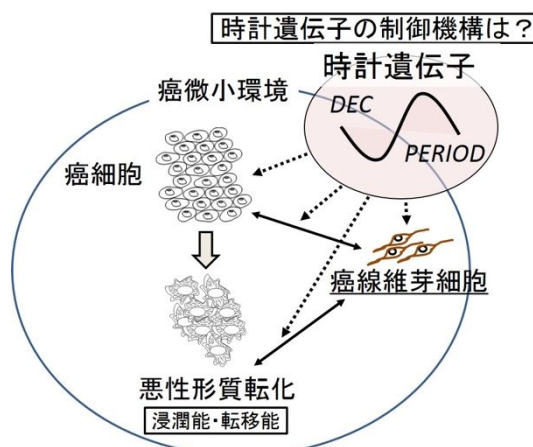 時計遺伝子の制御機構は？
時計遺伝子
DEC
PERIOD
癌微小環境
癌細胞
癌線維芽細胞
悪性形質転化
浸潤能・転移能